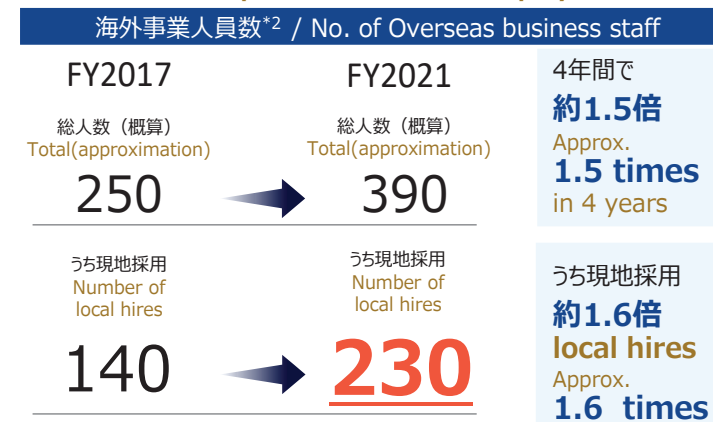 海外事業人員数*2 / No. of Overseas business staff
FY2017
総人数（概算）
Total(approximation)
250
FY2021
総人数（概算）
Total(approximation)
390
4年間で
約1.5倍
Approx.
1.5 times
in 4 years
うち現地採用
Number of
local hires
140
うち現地採用
Number of
local hires
230
うち現地採用
約1.6倍
local hires
Approx.
1.6 times